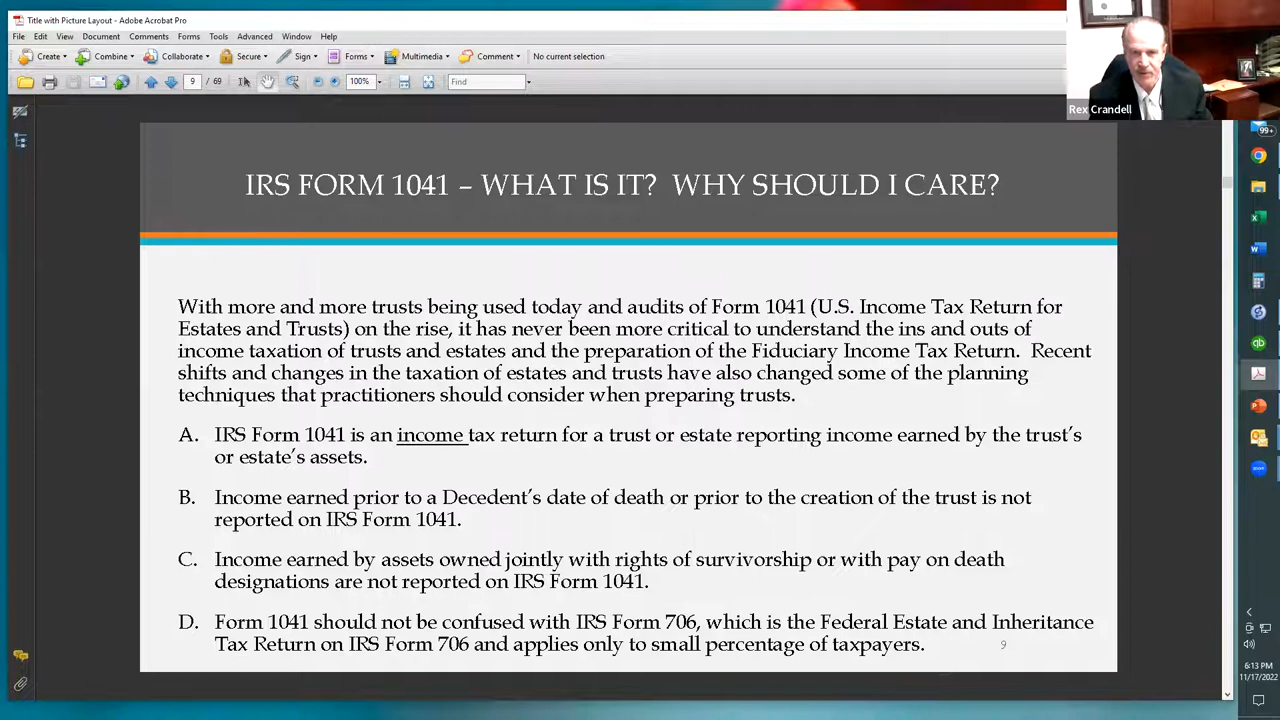 Title with Picture Layout - Adobe Acrobat Pro
File Edit View Document Comments Forms Tools Advanced Window Help
Create Combine Collaborate Secure Sign Forms Multimedia Comment No current selection
9 / 69 100% Find
Rex Crandell
99+
IRS FORM 1041 – WHAT IS IT? WHY SHOULD I CARE?
With more and more trusts being used today and audits of Form 1041 (U.S. Income Tax Return for
Estates and Trusts) on the rise, it has never been more critical to understand the ins and outs of
income taxation of trusts and estates and the preparation of the Fiduciary Income Tax Return. Recent
shifts and changes in the taxation of estates and trusts have also changed some of the planning
techniques that practitioners should consider when preparing trusts.
A. IRS Form 1041 is an income tax return for a trust or estate reporting income earned by the trust's
or estate's assets.
B. Income earned prior to a Decedent's date of death or prior to the creation of the trust is not
reported on IRS Form 1041.
C. Income earned by assets owned jointly with rights of survivorship or with pay on death
designations are not reported on IRS Form 1041.
D. Form 1041 should not be confused with IRS Form 706, which is the Federal Estate and Inheritance
Tax Return on IRS Form 706 and applies only to small percentage of taxpayers.
9
6:13 PM
11/17/2022